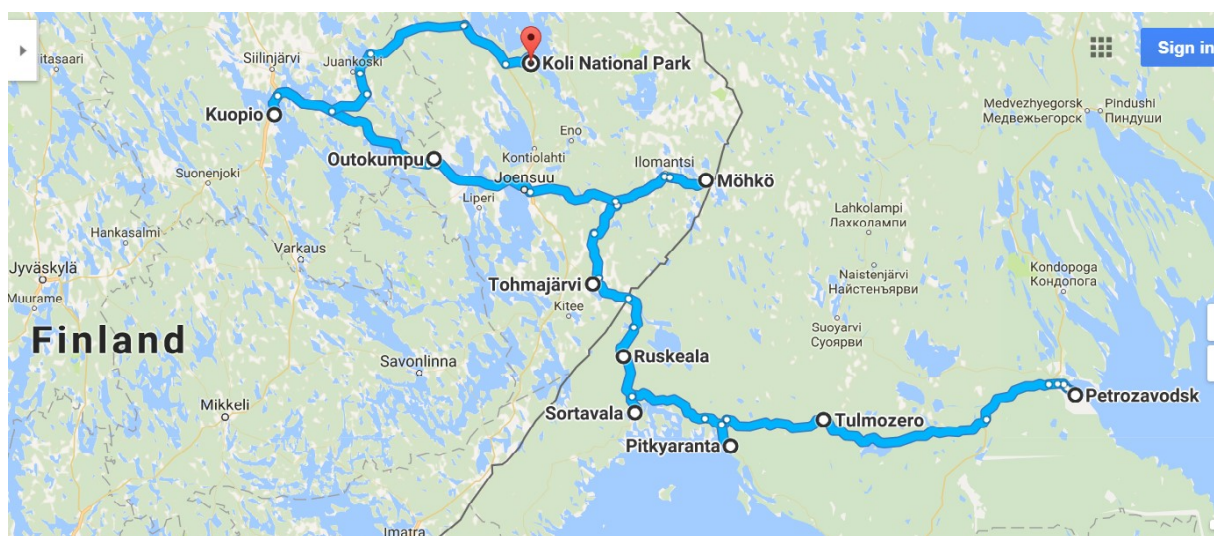 itasaari
Siilinjärvi
Juankoski
Koli National Park
Sign in
Kuopio
Medvezhyegorsk
Медвежьегорск
Pindushi
Пиндуши
Eno
Outokumpu
Kontiolahti
Ilomantsi
Suonenjoki
Joensuu
Möhkö
Liperi
Lahkolampi
Лахколампи
Hankasalmi
Varkaus
Jyväskylä
Muurame
Tohmajärvi
Naistenjärvi
Найстенъярви
Kondopoga
Кондопога
Kitee
Finland
Suoyarvi
Суоярви
Savonlinna
Ruskeala
Mikkeli
Petrozavodsk
Sortavala
Tulmozero
Pitkyaranta
Imatra